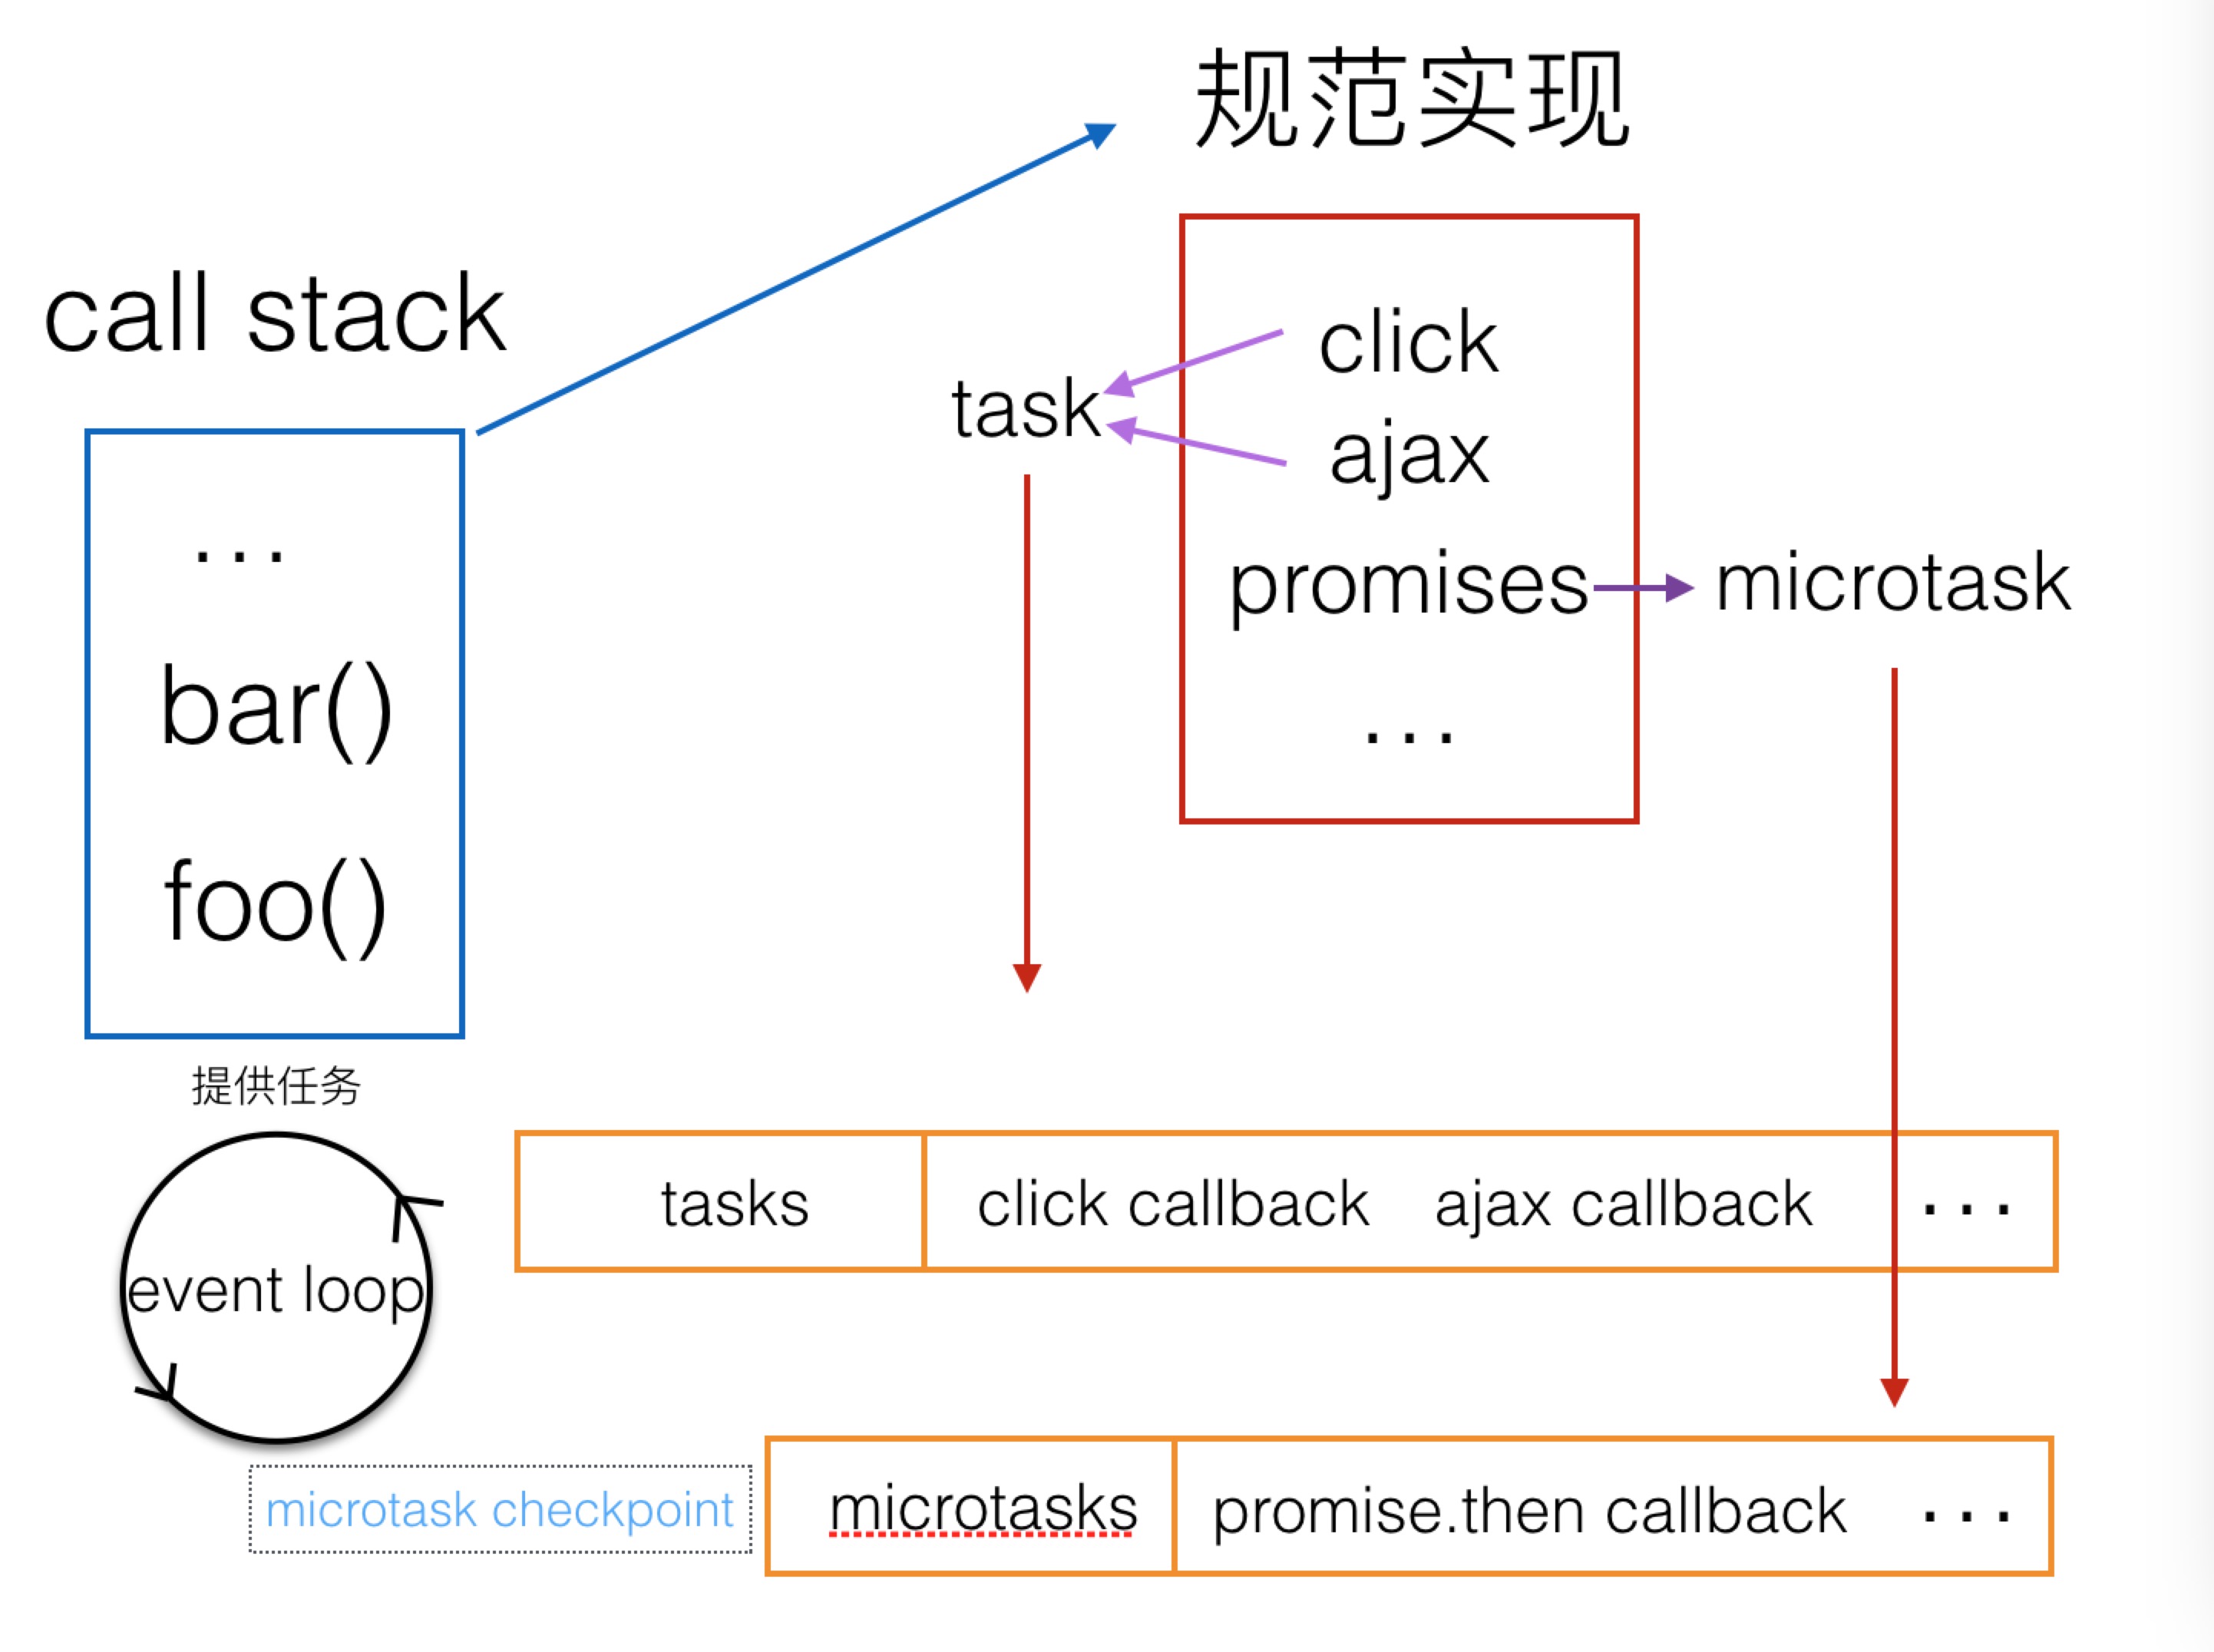 规范实现
call stack
click
task
ajax
...
promises
microtask
bar()
...
foo()
提供任务
tasks
click callback
ajax callback
...
event loop
microtask checkpoint
microtasks
promise.then callback
...